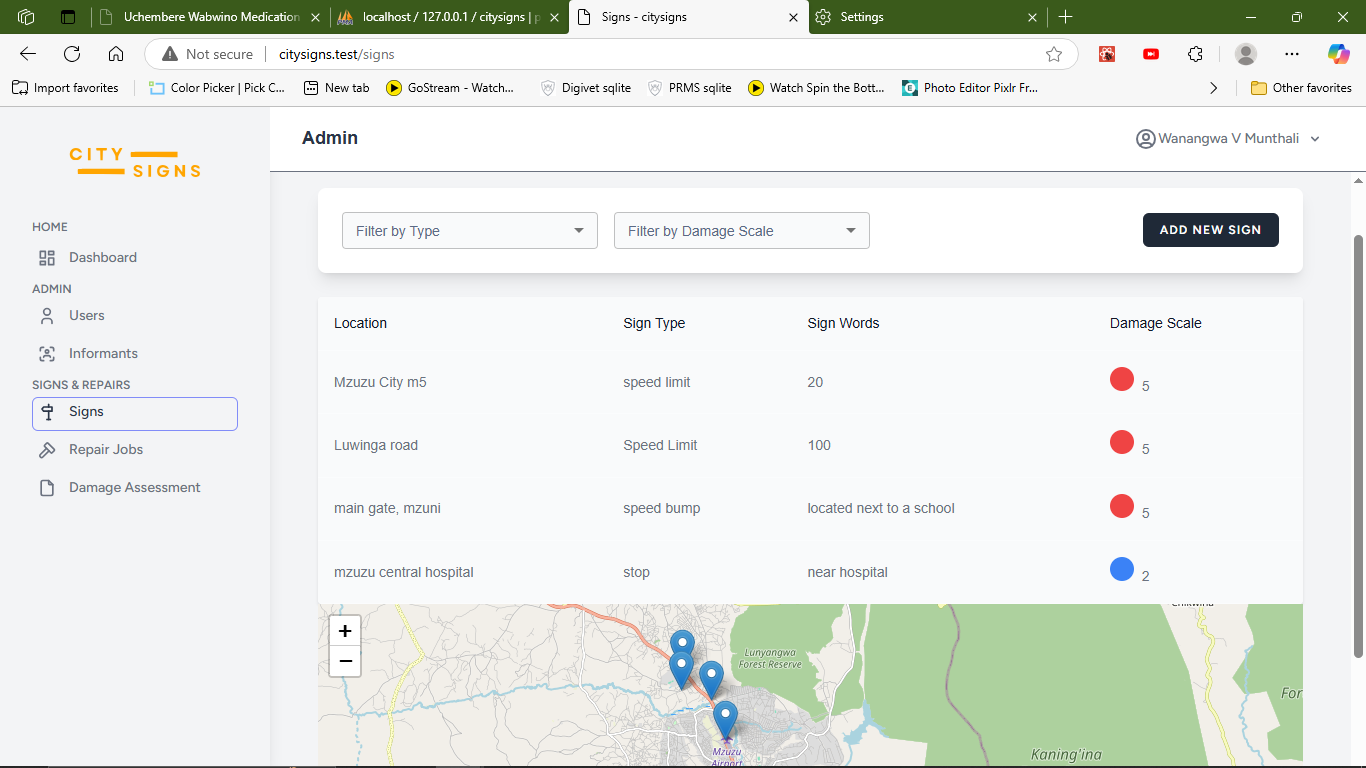 Uchembere Wabwino Medication
localhost / 127.0.0.1 / citysigns | p
Signs - citysigns
Settings
Not secure
citysigns.test/signs
Import favorites
Color Picker | Pick C...
New tab
GoStream - Watch...
Digivet sqlite
PRMS sqlite
Watch Spin the Bott...
Photo Editor Pixlr Fr...
Other favorites
CITY
SIGNS
Admin
Wanangwa V Munthali
HOME
Dashboard
ADMIN
Users
Informants
SIGNS & REPAIRS
Signs
Repair Jobs
Damage Assessment
Filter by Type
Filter by Damage Scale
ADD NEW SIGN
Location Sign Type Sign Words Damage Scale
Mzuzu City m5 speed limit 20 5
Luwinga road Speed Limit 100 5
main gate, mzuni speed bump located next to a school 5
mzuzu central hospital stop near hospital 2
+
−
Lunyangwa
Forest Reserve
For
Kaning'ina
Mzuzu
Airport